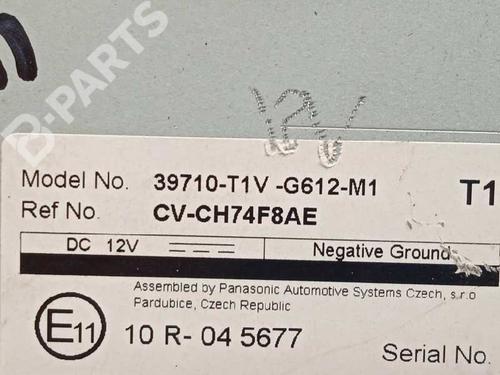 B-PARTS
12V
Model No. 39710-T1V -G612-M1 T1
Ref No. CV-CH74F8AE
DC 12V Negative Ground
Assembled by Panasonic Automotive Systems Czech, s.r.o
Pardubice, Czech Republic
E11 10 R- 04 5677
Serial No.